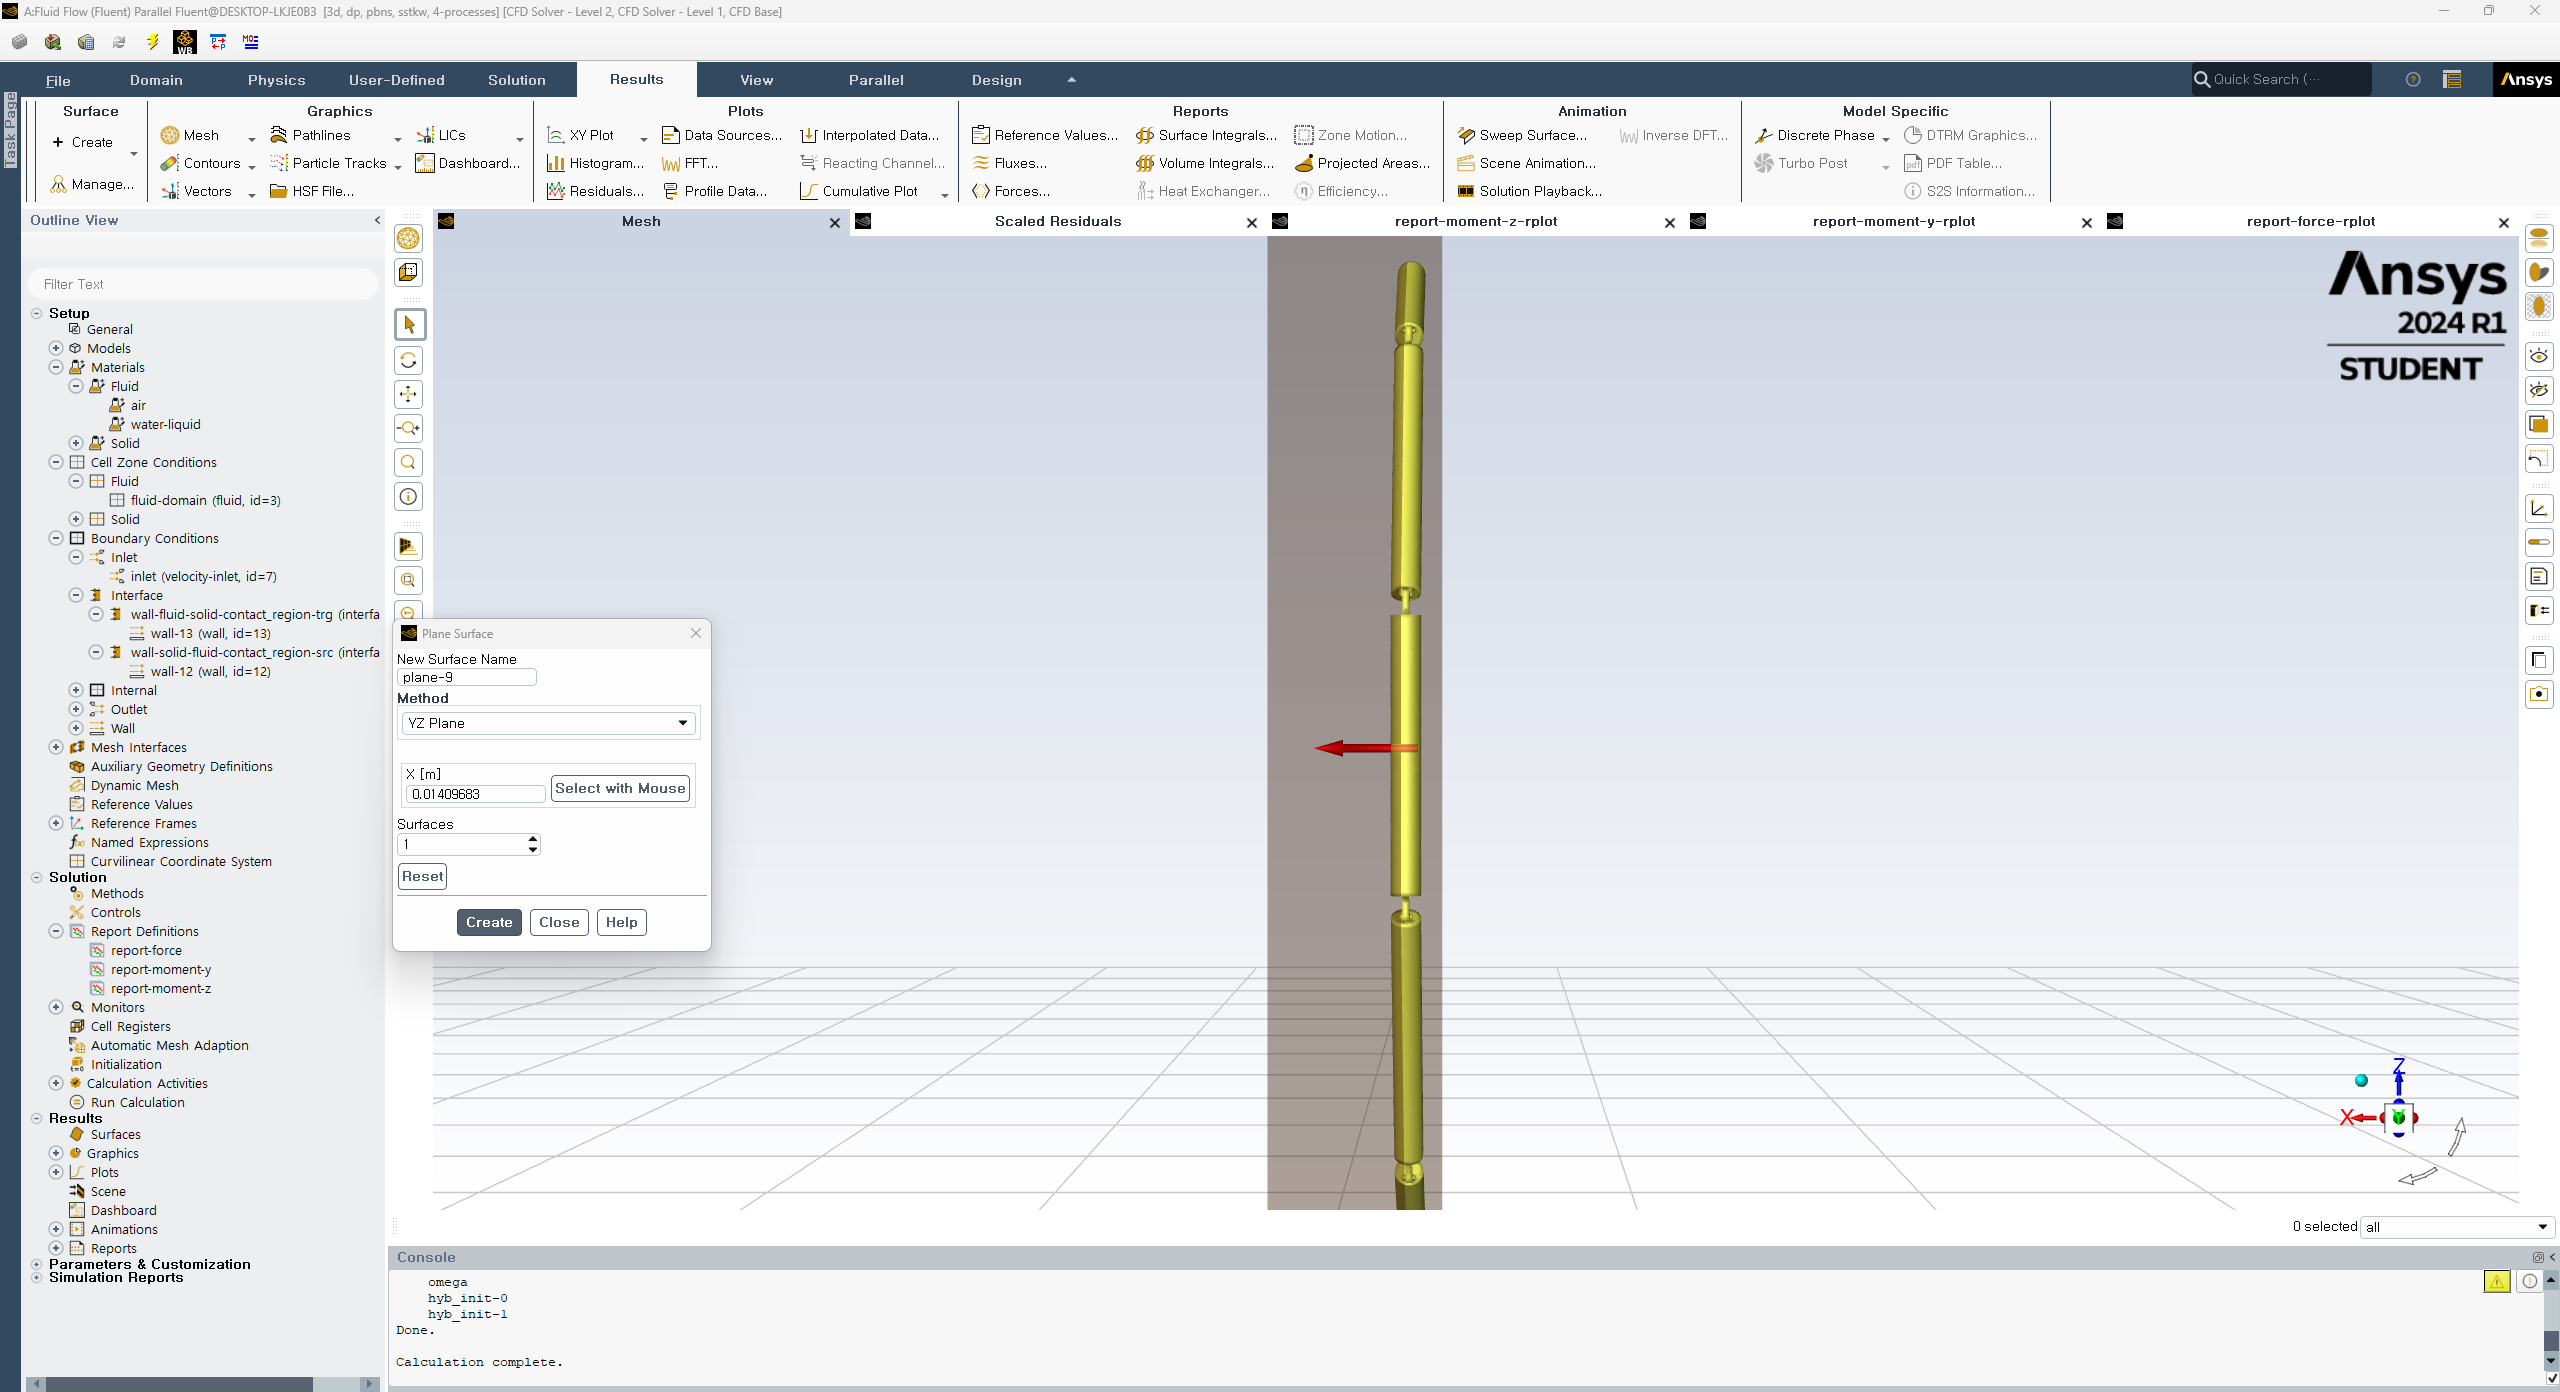 A:Fluid Flow (Fluent) Parallel Fluent@DESKTOP-LKJE0B3 [3d, dp, pbns, sstkw, 4-processes] [CFD Solver - Level 2, CFD Solver - Level 1, CFD Base]
File Domain Physics User-Defined Solution Results View Parallel Design
Quick Search (···
Ansys
Task Page
Surface Graphics Plots Reports Animation Model Specific
Create
Manage...
Mesh Pathlines LICs
Contours Particle Tracks Dashboard...
Vectors HSF File...
XY Plot Data Sources... Interpolated Data...
Histogram... FFT... Reacting Channel...
Residuals... Profile Data... Cumulative Plot
Reference Values... Surface Integrals... Zone Motion...
Fluxes... Volume Integrals... Projected Areas...
Forces... Heat Exchanger... Efficiency...
Sweep Surface... Inverse DFT...
Scene Animation...
Solution Playback...
Discrete Phase DTRM Graphics...
Turbo Post PDF Table...
S2S Information...
Outline View
Filter Text
Setup
General
Models
Materials
Fluid
air
water-liquid
Solid
Cell Zone Conditions
Fluid
fluid-domain (fluid, id=3)
Solid
Boundary Conditions
Inlet
inlet (velocity-inlet, id=7)
Interface
wall-fluid-solid-contact_region-trg (interfa
wall-13 (wall, id=13)
wall-solid-fluid-contact_region-src (interfa
wall-12 (wall, id=12)
Internal
Outlet
Wall
Mesh Interfaces
Auxiliary Geometry Definitions
Dynamic Mesh
Reference Values
Reference Frames
Named Expressions
Curvilinear Coordinate System
Solution
Methods
Controls
Report Definitions
report-force
report-moment-y
report-moment-z
Monitors
Cell Registers
Automatic Mesh Adaption
Initialization
Calculation Activities
Run Calculation
Results
Surfaces
Graphics
Plots
Scene
Dashboard
Animations
Reports
Parameters & Customization
Simulation Reports
Mesh Scaled Residuals report-moment-z-rplot report-moment-y-rplot report-force-rplot
Ansys
2024 R1
STUDENT
Plane Surface
New Surface Name
plane-9
Method
YZ Plane
X [m]
0.01409683 Select with Mouse
Surfaces
1
Reset
Create Close Help
Z
X
Y
0 selected all
Console
omega
hyb_init-0
hyb_init-1
Done.
Calculation complete.